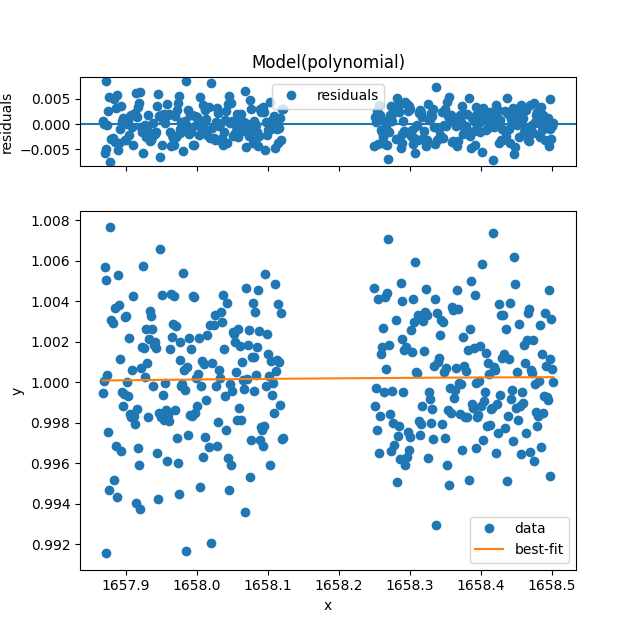 Model(polynomial)
residuals
0.005
0.000
−0.005
residuals
1.008
1.006
1.004
1.002
1.000
0.998
0.996
0.994
0.992
y
data
best-fit
1657.9 1658.0 1658.1 1658.2 1658.3 1658.4 1658.5
x